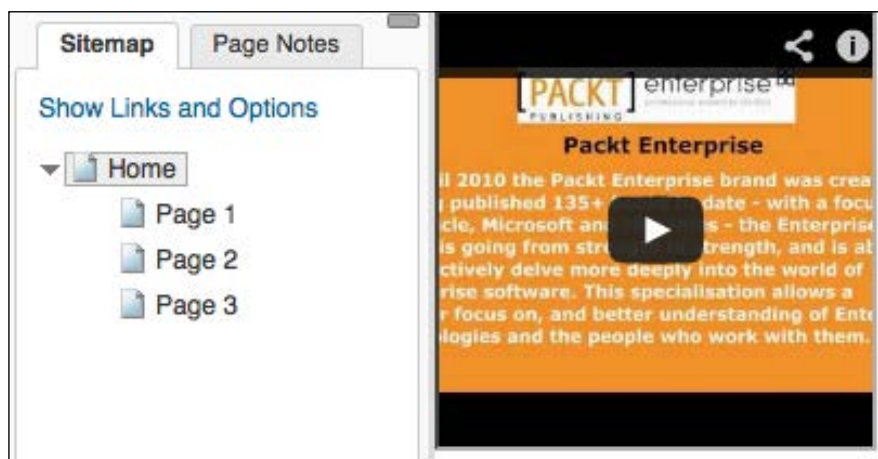 Sitemap
Page Notes
Show Links and Options
Home
Page 1
Page 2
Page 3
[PACKT] enterprise
PUBLISHING
Packt Enterprise
il 2010 the Packt Enterprise brand was crea
published 135+ date - with a focu
cle, Microsoft an s - the Enterprise
is going from str trength, and is ab
ctively delve more deeply into the world of
rise software. This specialisation allows a
r focus on, and better understanding of Ente
logies and the people who work with them.